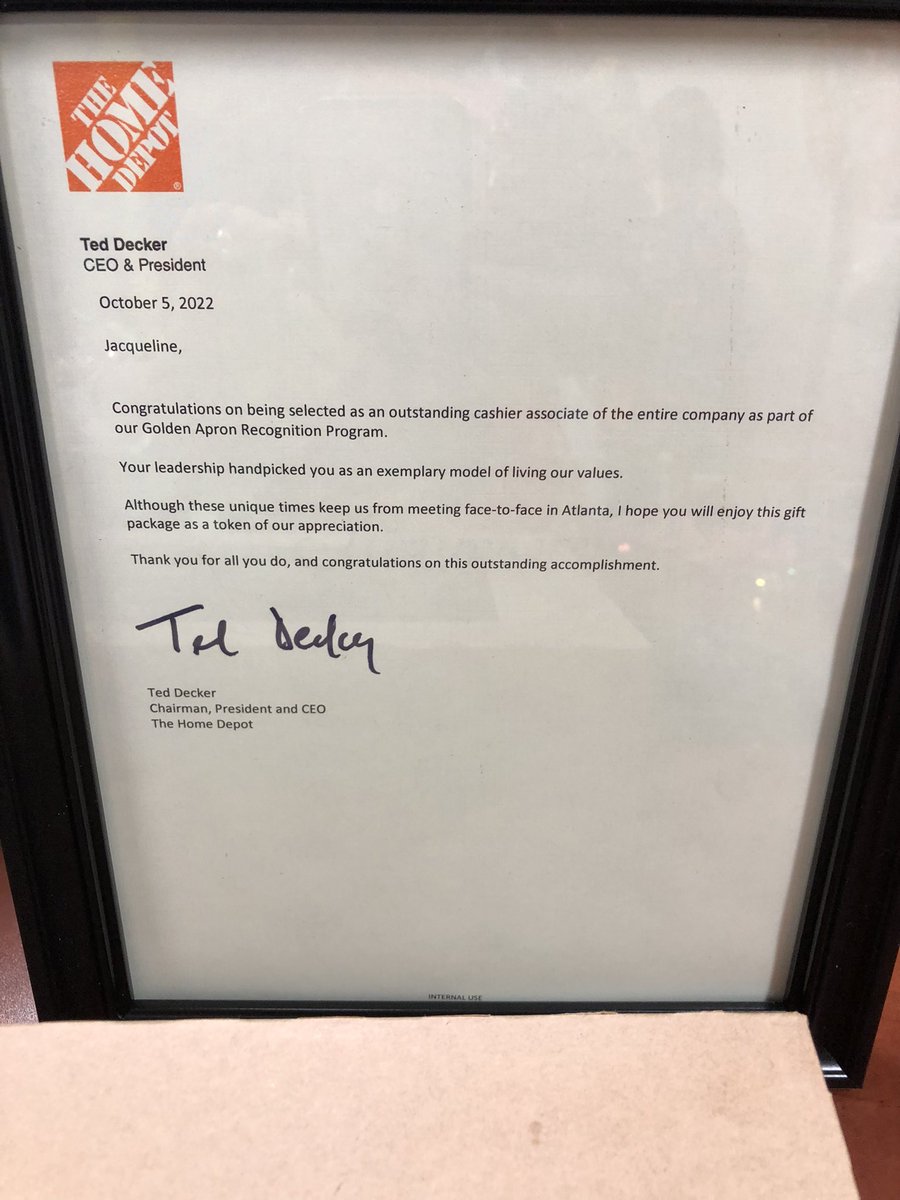 THE
HOME
DEPOT
®
Ted Decker
CEO & President
October 5, 2022
Jacqueline,
Congratulations on being selected as an outstanding cashier associate of the entire company as part of
our Golden Apron Recognition Program.
Your leadership handpicked you as an exemplary model of living our values.
Although these unique times keep us from meeting face-to-face in Atlanta, I hope you will enjoy this gift
package as a token of our appreciation.
Thank you for all you do, and congratulations on this outstanding accomplishment.
Ted Decker
Ted Decker
Chairman, President and CEO
The Home Depot
INTERNAL USE